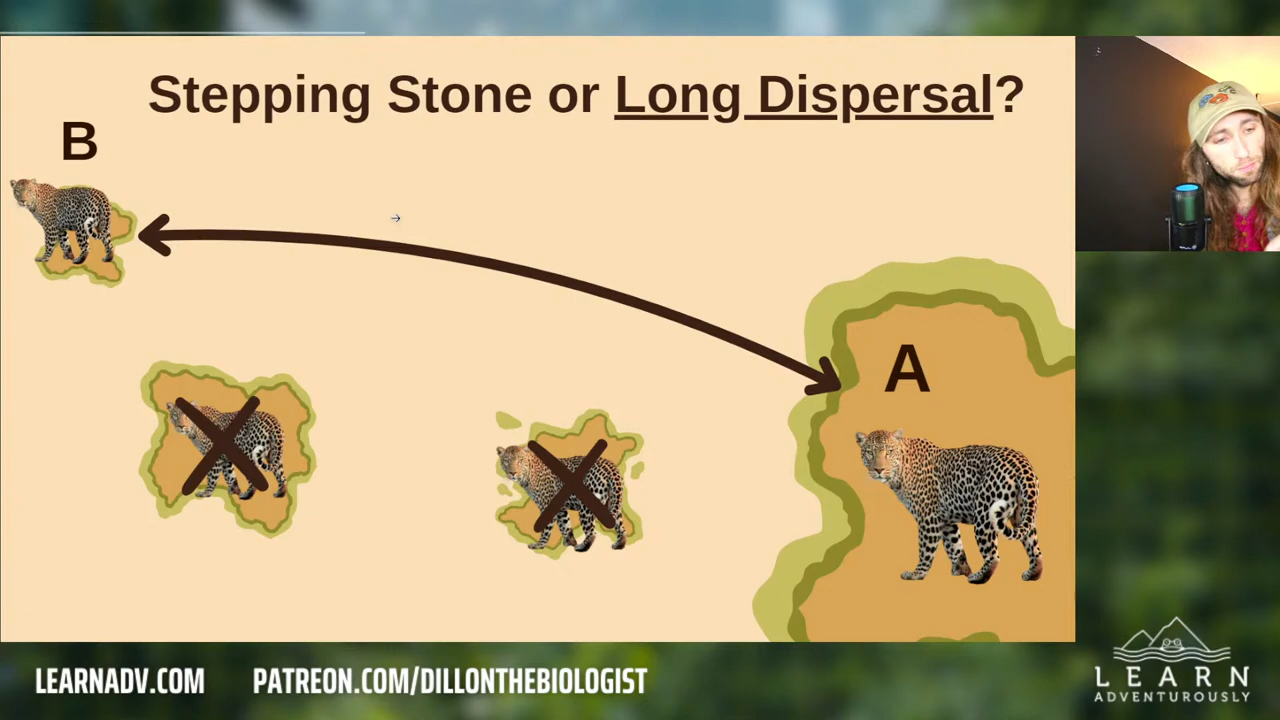 Stepping Stone or Long Dispersal?
B
A
LEARNADV.COM
PATREON.COM/DILLONTHEBIOLOGIST
LEARN
ADVENTUROUSLY